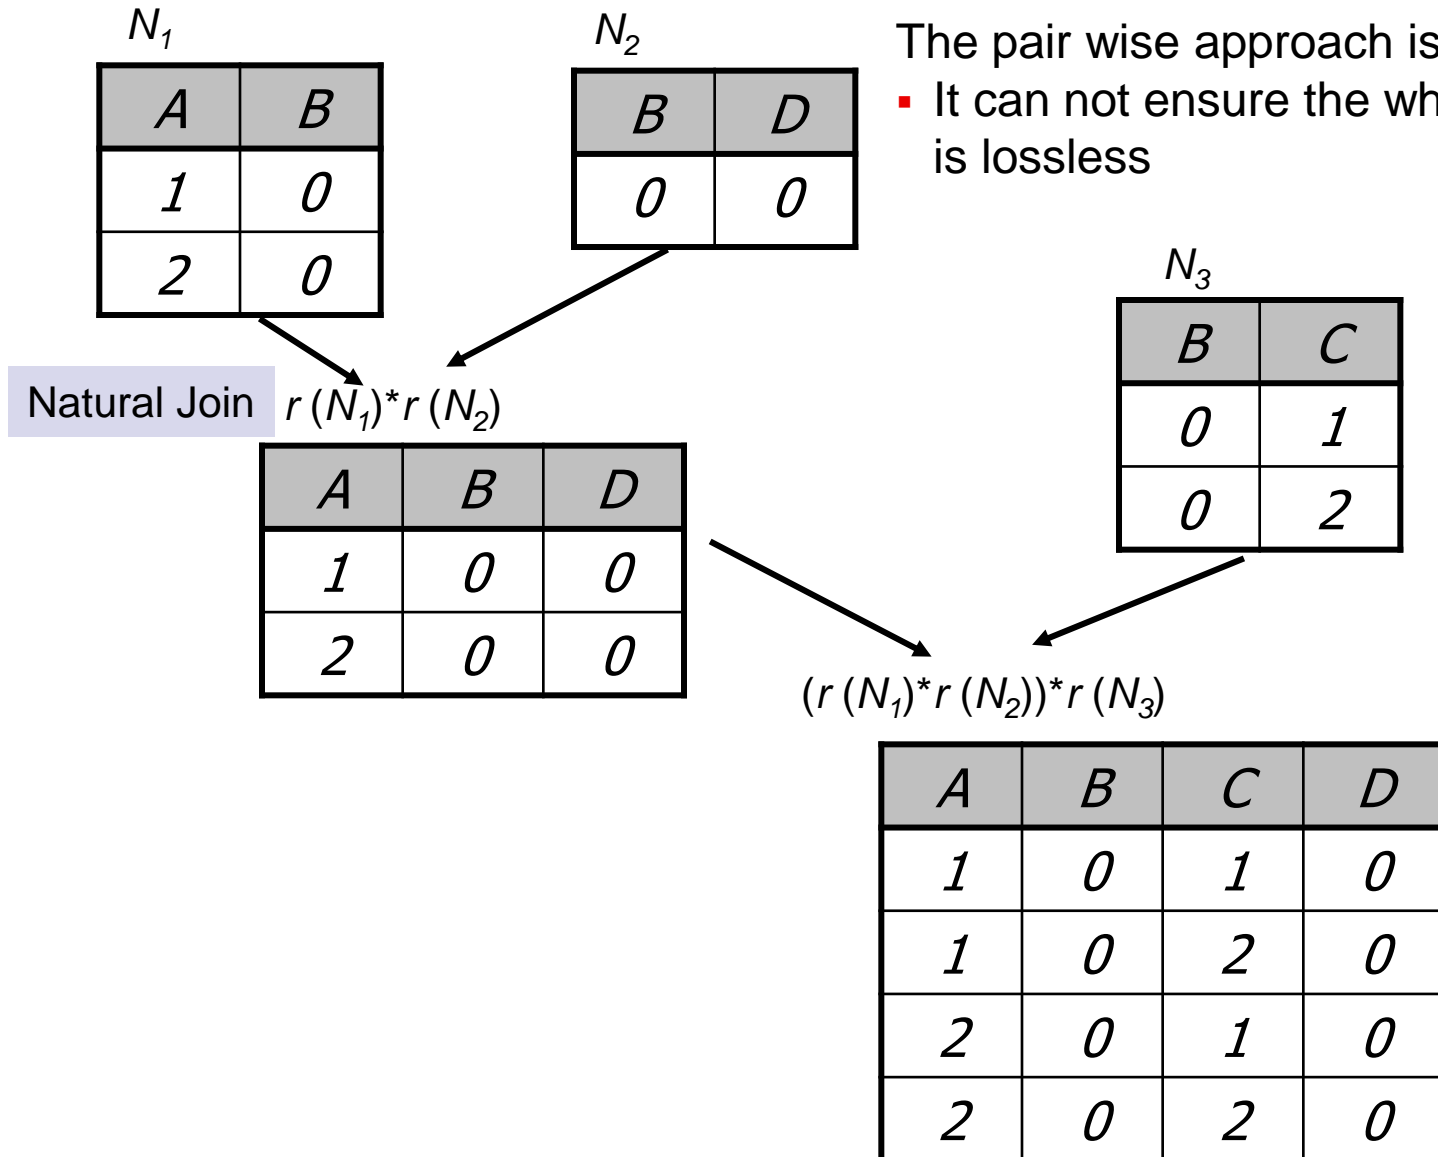 N1
A B
1 0
2 0
N2
B D
0 0
The pair wise approach is
▪ It can not ensure the wh
is lossless
N3
B C
0 1
0 2
Natural Join r (N1)*r (N2)
A B D
1 0 0
2 0 0
(r (N1)*r (N2))*r (N3)
A B C D
1 0 1 0
1 0 2 0
2 0 1 0
2 0 2 0